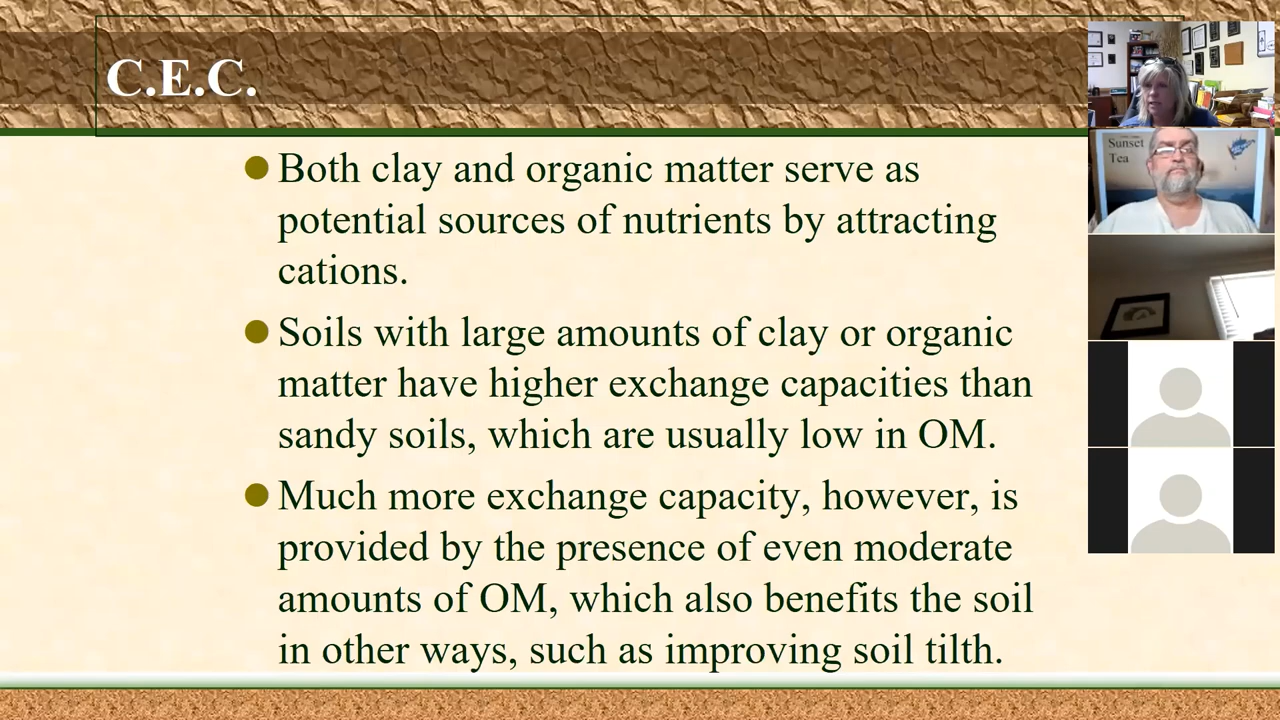 C.E.C.
Both clay and organic matter serve as
potential sources of nutrients by attracting
cations.
Soils with large amounts of clay or organic
matter have higher exchange capacities than
sandy soils, which are usually low in OM.
Much more exchange capacity, however, is
provided by the presence of even moderate
amounts of OM, which also benefits the soil
in other ways, such as improving soil tilth.
Sunset
Tea